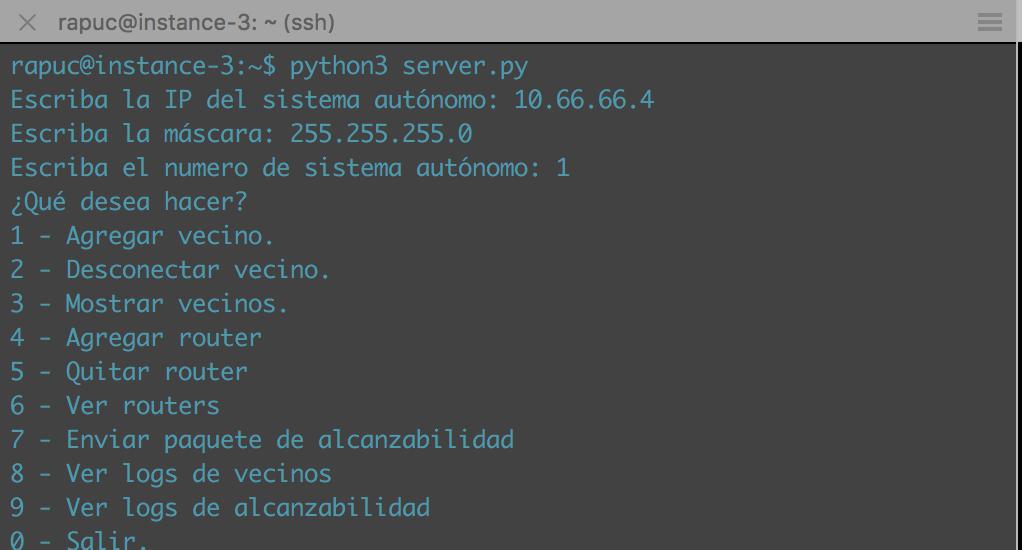 rapuc@instance-3: ~ (ssh)
rapuc@instance-3:~$ python3 server.py
Escriba la IP del sistema autónomo: 10.66.66.4
Escriba la máscara: 255.255.255.0
Escriba el numero de sistema autónomo: 1
¿Qué desea hacer?
1 - Agregar vecino.
2 - Desconectar vecino.
3 - Mostrar vecinos.
4 - Agregar router
5 - Quitar router
6 - Ver routers
7 - Enviar paquete de alcanzabilidad
8 - Ver logs de vecinos
9 - Ver logs de alcanzabilidad
0 - Salir.